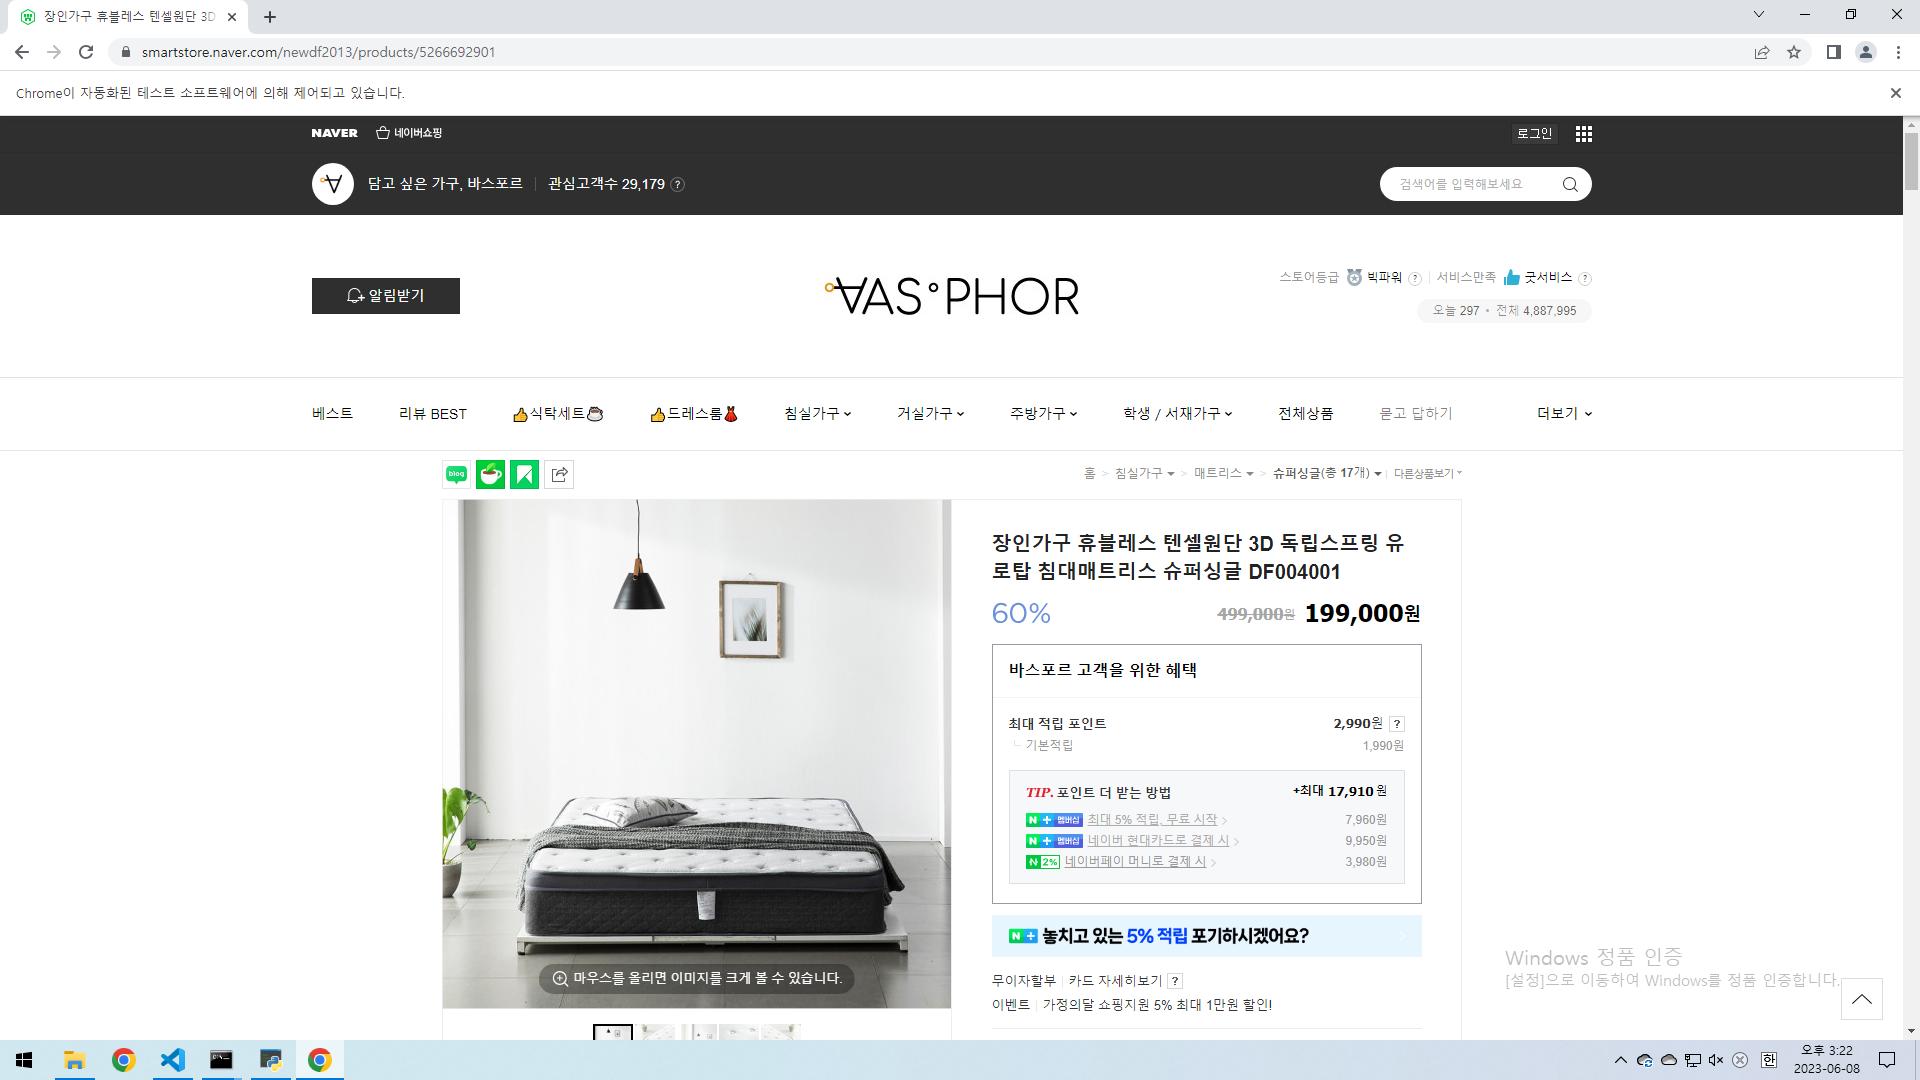 장인가구 휴블레스 텐셀원단 3D
smartstore.naver.com/newdf2013/products/5266692901
Chrome이 자동화된 테스트 소프트웨어에 의해 제어되고 있습니다.
NAVER 네이버쇼핑
로그인
담고 싶은 가구, 바스포르 관심고객수 29,179 ?
검색어를 입력해보세요
알림받기
VAS°PHOR
스토어등급 빅파워 ? 서비스만족 굿서비스 ?
오늘 297 • 전체 4,887,995
베스트 리뷰 BEST 👍식탁세트☕ 👍드레스룸💃 침실가구 거실가구 주방가구 학생 / 서재가구 전체상품 묻고 답하기 더보기
blog
홈 > 침실가구 > 매트리스 > 슈퍼싱글(총 17개) 다른상품보기
장인가구 휴블레스 텐셀원단 3D 독립스프링 유
로탑 침대매트리스 슈퍼싱글 DF004001
60% 499,000원 199,000원
바스포르 고객을 위한 혜택
최대 적립 포인트 2,990원 ?
기본적립 1,990원
TIP. 포인트 더 받는 방법 +최대 17,910 원
N + 멤버십 최대 5% 적립, 무료 시작 > 7,960원
N + 멤버십 네이버 현대카드로 결제 시 > 9,950원
N 2% 네이버페이 머니로 결제 시 > 3,980원
N + 놓치고 있는 5% 적립 포기하시겠어요?
무이자할부 카드 자세히보기 ?
이벤트 가정의달 쇼핑지원 5% 최대 1만원 할인!
마우스를 올리면 이미지를 크게 볼 수 있습니다.
Windows 정품 인증
[설정]으로 이동하여 Windows를 정품 인증합니다.
한
오후 3:22
2023-06-08